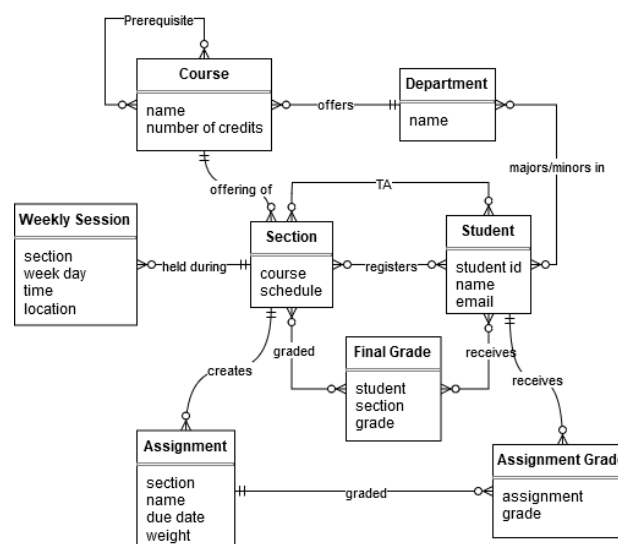 Prerequisite
Course
name
number of credits
offers
Department
name
majors/minors in
offering of
TA
Weekly Session
section
week day
time
location
held during
Section
course
schedule
registers
Student
student id
name
email
graded
Final Grade
student
section
grade
receives
creates
receives
Assignment
section
name
due date
weight
graded
Assignment Grade
assignment
grade